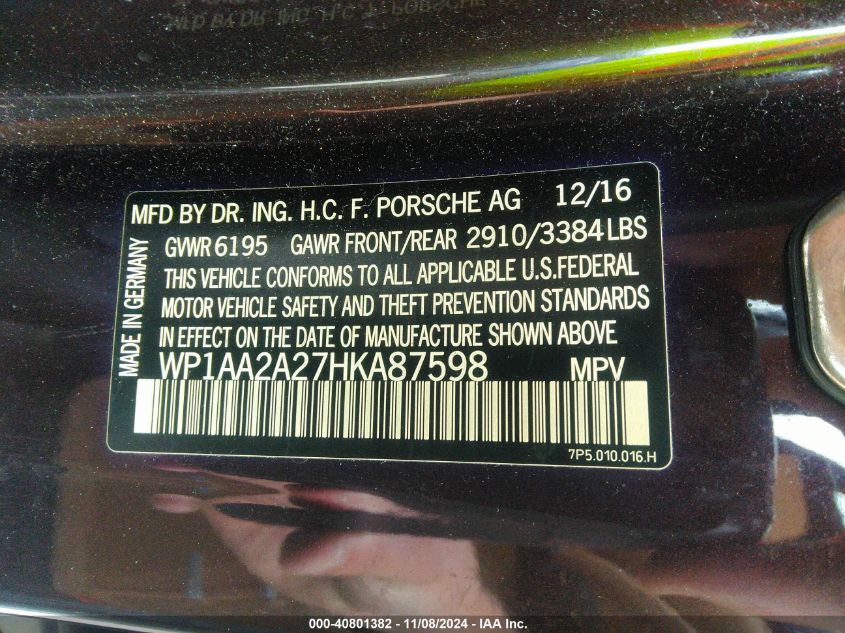 MFD BY DR. ING. H.C. F. PORSCHE AG 12/16
GVWR 6195 GAWR FRONT/REAR 2910/3384 LBS
THIS VEHICLE CONFORMS TO ALL APPLICABLE U.S.FEDERAL
MOTOR VEHICLE SAFETY AND THEFT PREVENTION STANDARDS
IN EFFECT ON THE DATE OF MANUFACTURE SHOWN ABOVE
WP1AA2A27HKA87598 MPV
MADE IN GERMANY
7P5.010.016.H
000-40801382 - 11/08/2024 - IAA Inc.